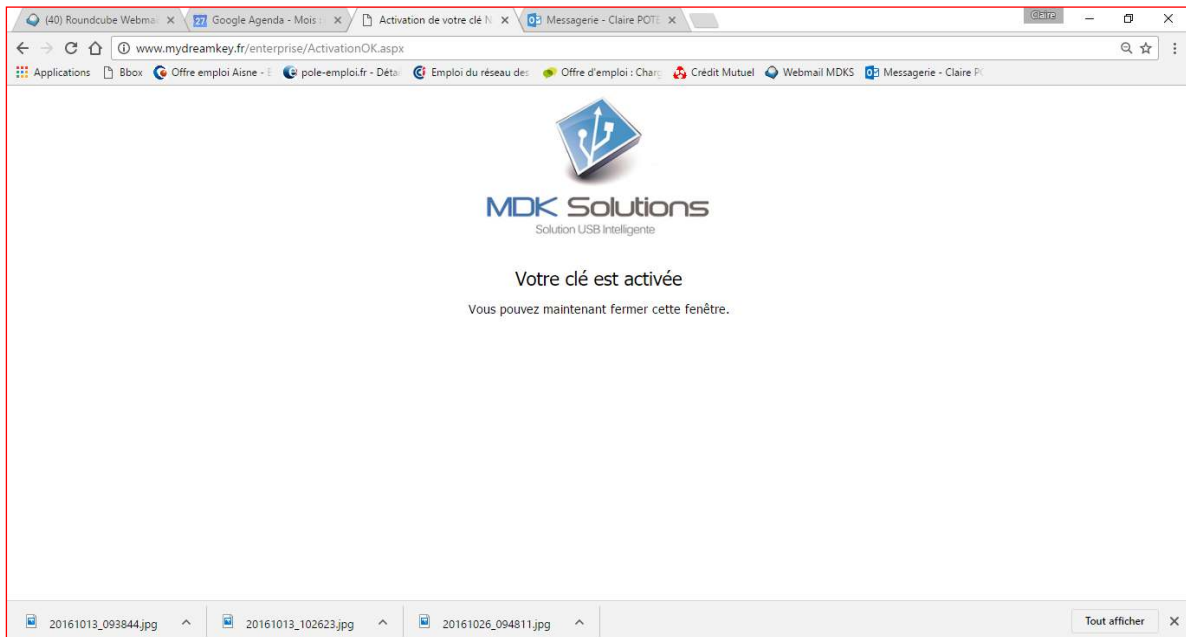 (40) Roundcube Webma
27 Google Agenda - Mois
Activation de votre clé
Messagerie - Claire POTE
Claire
www.mydreamkey.fr/enterprise/ActivationOK.aspx
Applications Bbox Offre emploi Aisne - pole-emploi.fr - Déta Emploi du réseau des Offre d'emploi : Charg Crédit Mutuel Webmail MDKS Messagerie - Claire P
MDK Solutions
Solution USB Intelligente
Votre clé est activée
Vous pouvez maintenant fermer cette fenêtre.
20161013_093844.jpg 20161013_102623.jpg 20161026_094811.jpg Tout afficher